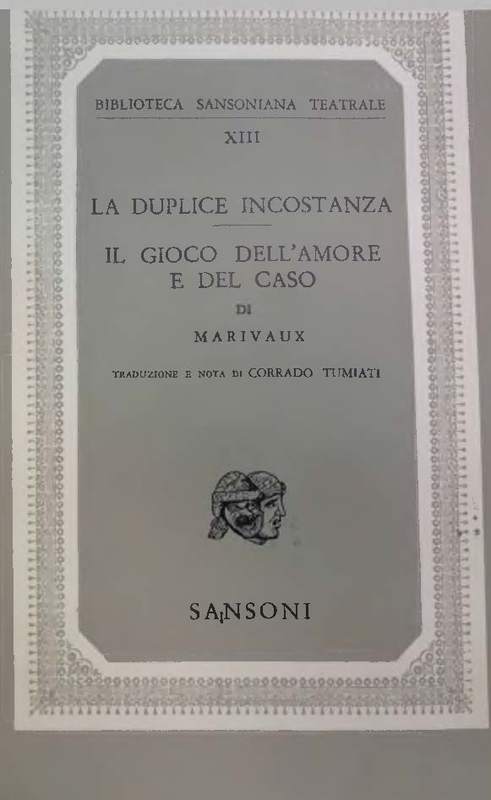 BIBLIOTECA SANSONIANA TEATRALE
XIII
LA DUPLICE INCOSTANZA
IL GIOCO DELL'AMORE
E DEL CASO
DI
MARIVAUX
TRADUZIONE E NOTA DI CORRADO TUMIATI
SANSONI